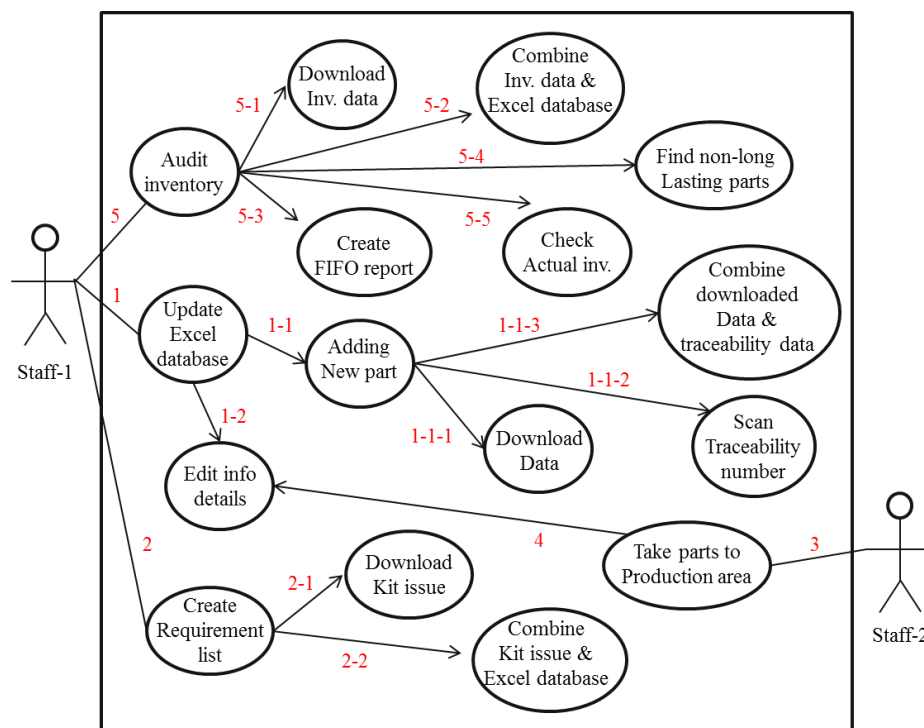 Download
Inv. data
Combine
Inv. data &
Excel database
5-1
5-2
Audit
inventory
5-4
Find non-long
Lasting parts
5
5-3
5-5
Create
FIFO report
Check
Actual inv.
Combine
downloaded
Data &
traceability data
1
Update
Excel
database
1-1
Adding
New part
1-1-3
Staff-1
1-1-2
1-2
1-1-1
Download
Data
Scan
Traceability
number
Edit info
details
2
4
Take parts to
Production area
3
Download
Kit issue
2-1
Create
Requirement
list
2-2
Combine
Kit issue &
Excel database
Staff-2